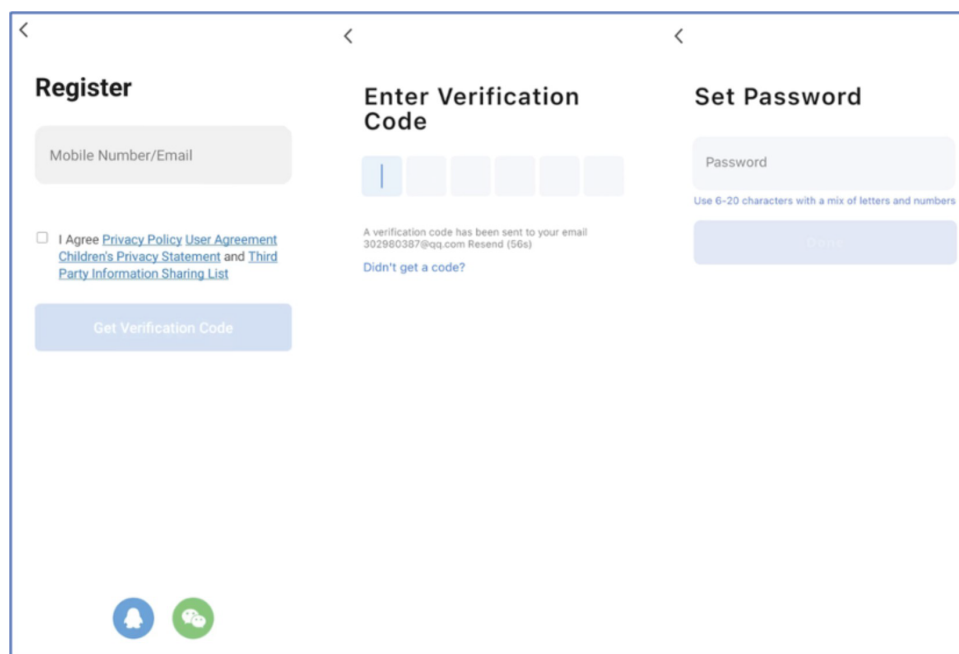 Register
Mobile Number/Email
I Agree Privacy Policy User Agreement
Children's Privacy Statement and Third
Party Information Sharing List
Get Verification Code
Enter Verification
Code
A verification code has been sent to your email
302980387@qq.com Resend (56s)
Didn't get a code?
Set Password
Password
Use 6-20 characters with a mix of letters and numbers
Done